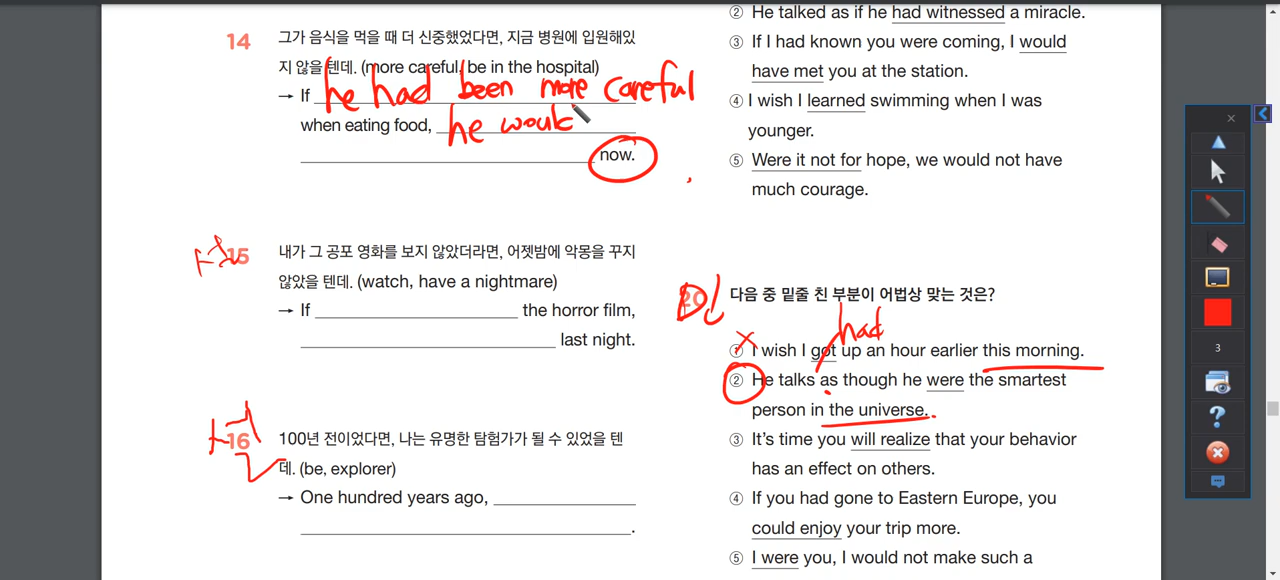 14 그가 음식을 먹을 때 더 신중했었다면, 지금 병원에 입원해있
지 않을 텐데. (more careful, be in the hospital)
→ If he had been more careful
when eating food, he would
now.
15 내가 그 공포 영화를 보지 않았더라면, 어젯밤에 악몽을 꾸지
않았을 텐데. (watch, have a nightmare)
→ If the horror film,
last night.
16 100년 전이었다면, 나는 유명한 탐험가가 될 수 있었을 텐
데. (be, explorer)
→ One hundred years ago,
.
② He talked as if he had witnessed a miracle.
③ If I had known you were coming, I would
have met you at the station.
④ I wish I learned swimming when I was
younger.
⑤ Were it not for hope, we would not have
much courage.
20 다음 중 밑줄 친 부분이 어법상 맞는 것은?
had
① I wish I got up an hour earlier this morning.
② He talks as though he were the smartest
person in the universe.
③ It's time you will realize that your behavior
has an effect on others.
④ If you had gone to Eastern Europe, you
could enjoy your trip more.
⑤ I were you, I would not make such a
3